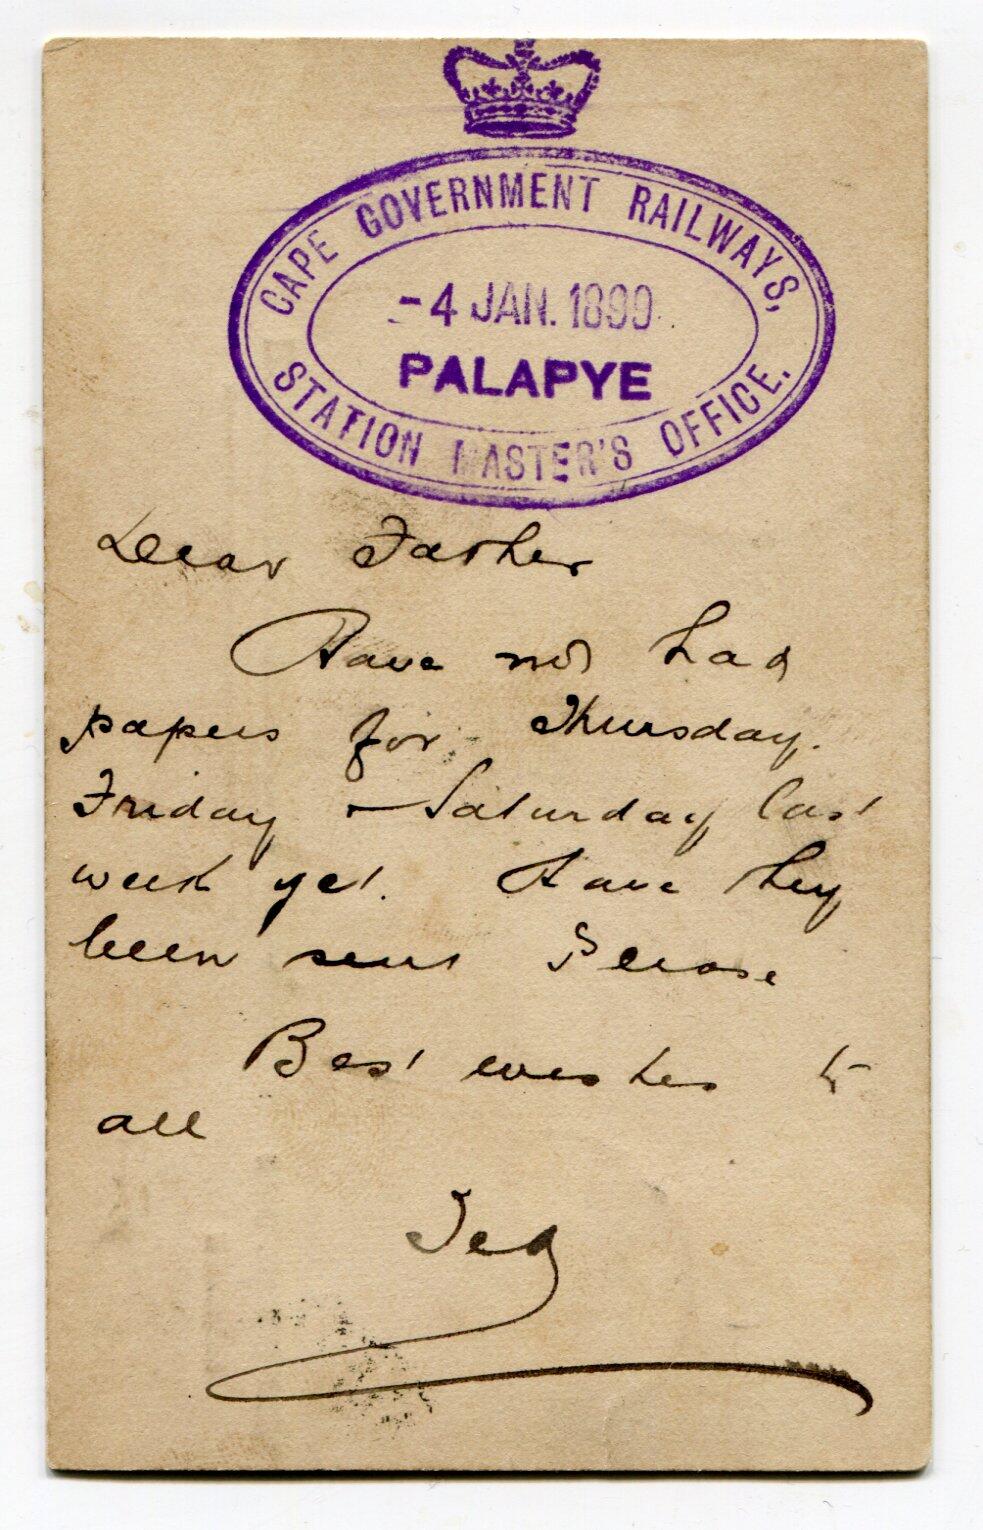 CAPE GOVERNMENT RAILWAYS,
-4 JAN. 1899
PALAPYE
STATION MASTER'S OFFICE.
Dear Father
Have not had
papers for Thursday.
Friday & Saturday last
week yet. Have they
been sent Please
Best wishes to
all
Ted